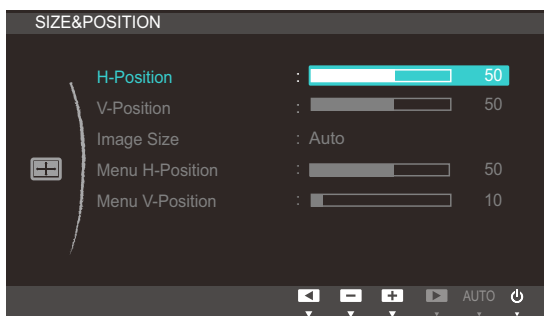 SIZE&POSITION
H-Position : 50
V-Position : 50
Image Size : Auto
Menu H-Position : 50
Menu V-Position : 10
AUTO